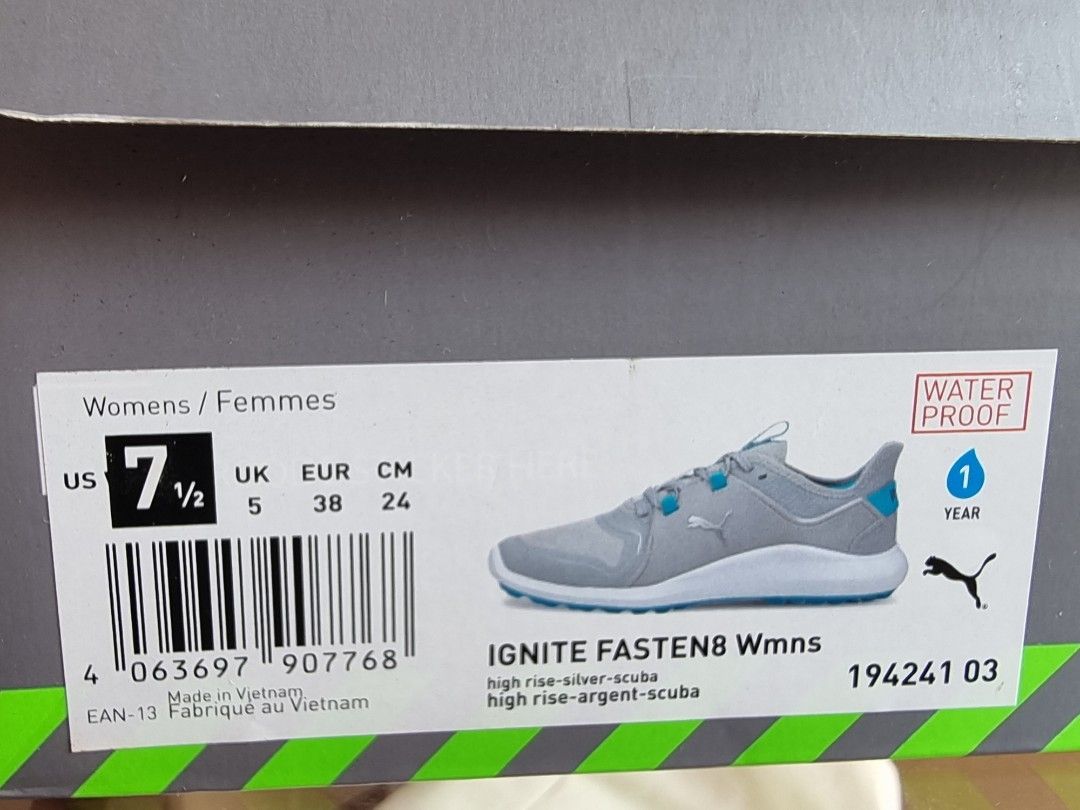 Womens / Femmes
US 7 1/2
UK EUR CM
5 38 24
4 063697 907768
EAN-13 Made in Vietnam
Fabriqué au Vietnam
WATER
PROOF
1
YEAR
IGNITE FASTEN8 Wmns
high rise-silver-scuba
high rise-argent-scuba
194241 03